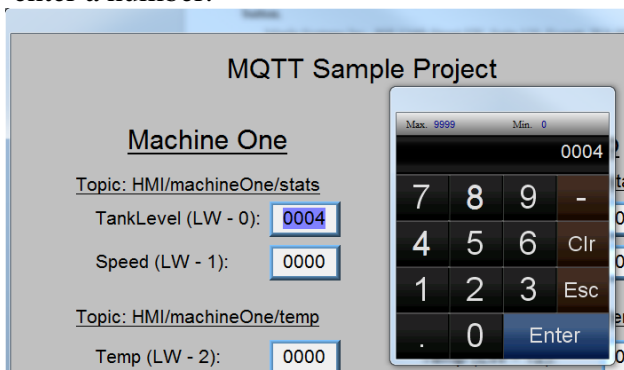 enter a number.
MQTT Sample Project
Machine One
Topic: HMI/machineOne/stats
TankLevel (LW - 0): 0004
Speed (LW - 1): 0000
Topic: HMI/machineOne/temp
Temp (LW - 2): 0000
Max. 9999 Min. 0
0004
7 8 9 -
4 5 6 Clr
1 2 3 Esc
. 0 Enter